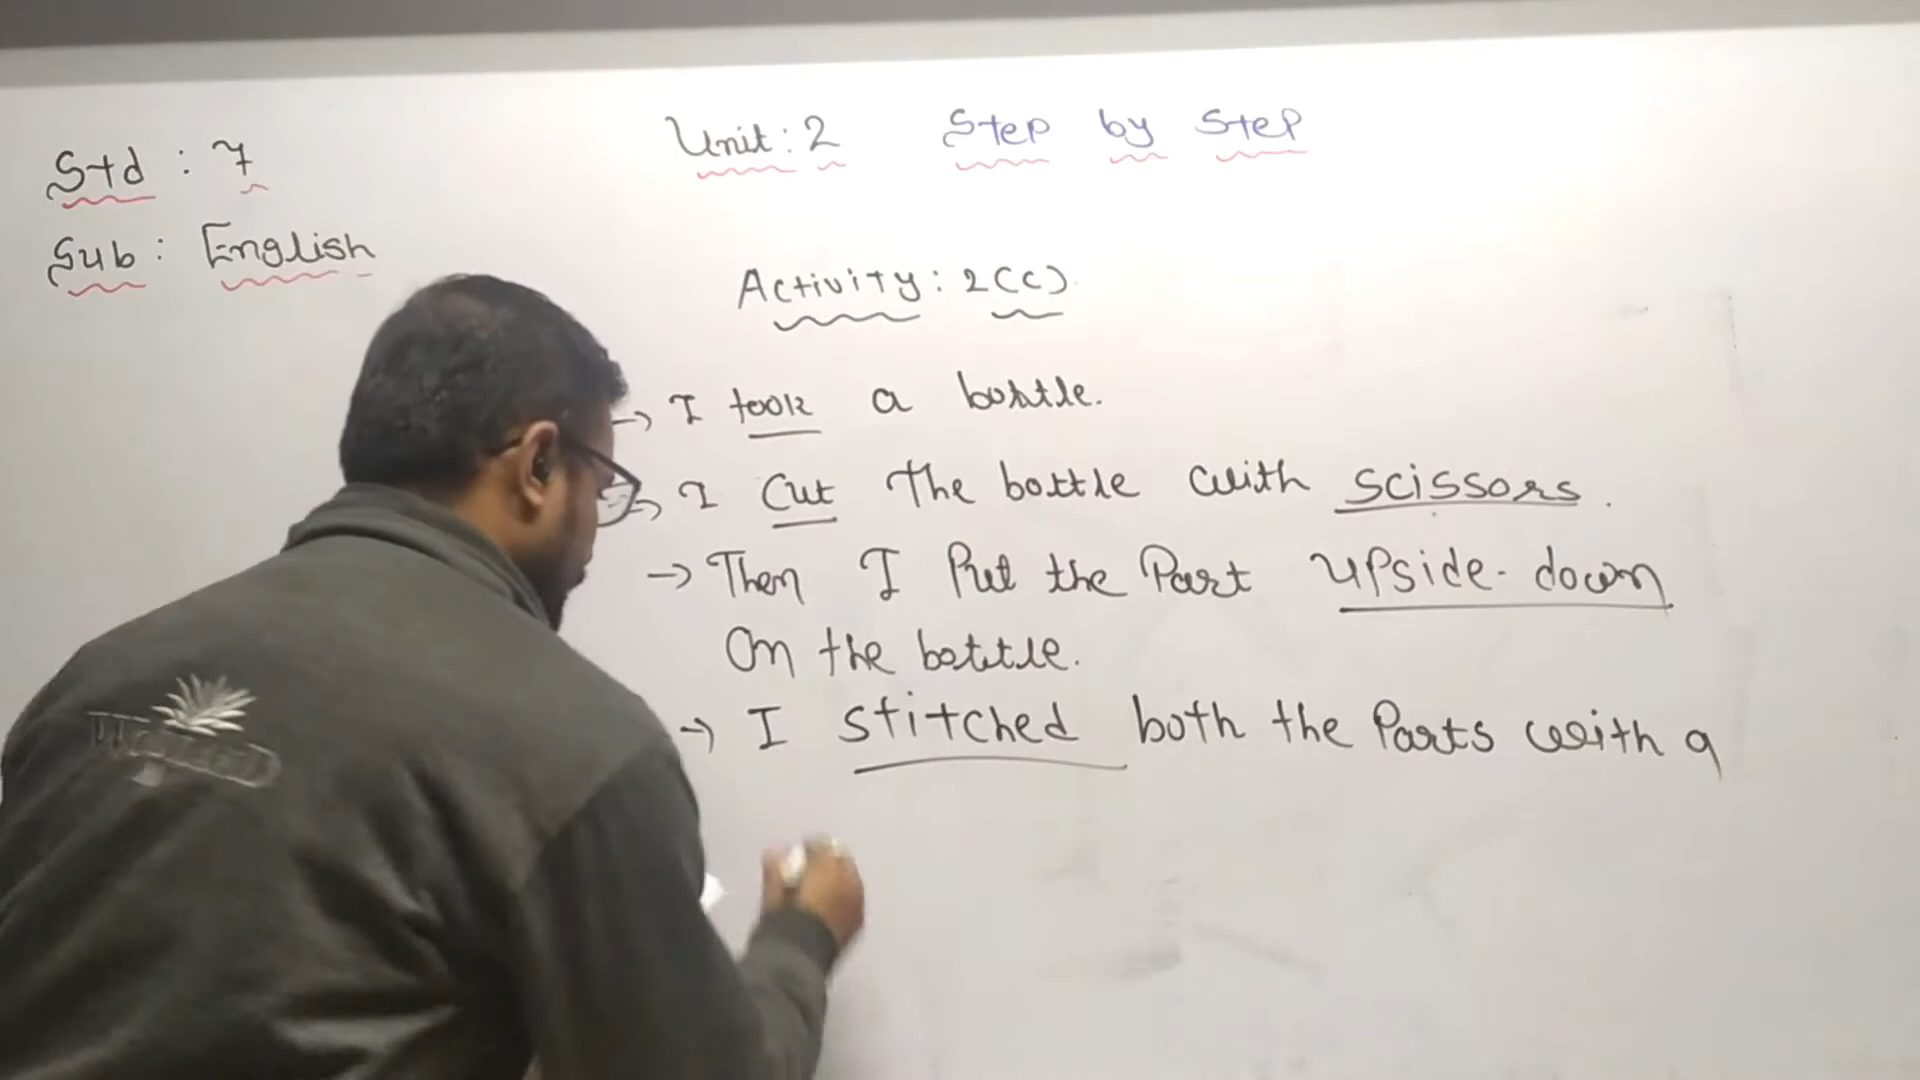 Std : 7
Sub : English
Unit : 2 Step by Step
Activity : 2(c)
→ I took a bottle.
→ I cut the bottle with scissors.
→ Then I Put the Part upside-down
on the bottle.
→ I stitched both the Parts with a